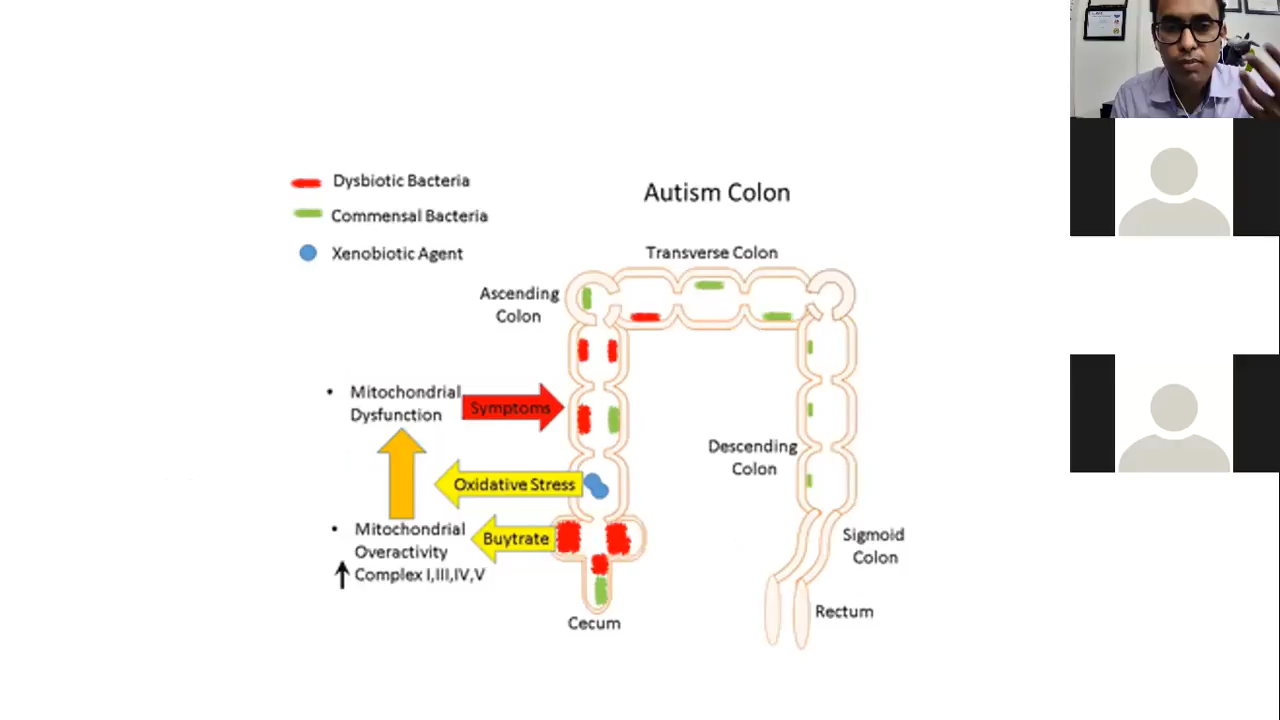 Dysbiotic Bacteria
Commensal Bacteria
Xenobiotic Agent
Autism Colon
Transverse Colon
Ascending
Colon
• Mitochondrial
Dysfunction
Symptoms
Descending
Colon
Oxidative Stress
• Mitochondrial
Overactivity
Complex I,III,IV,V
Buytrate
Sigmoid
Colon
Rectum
Cecum